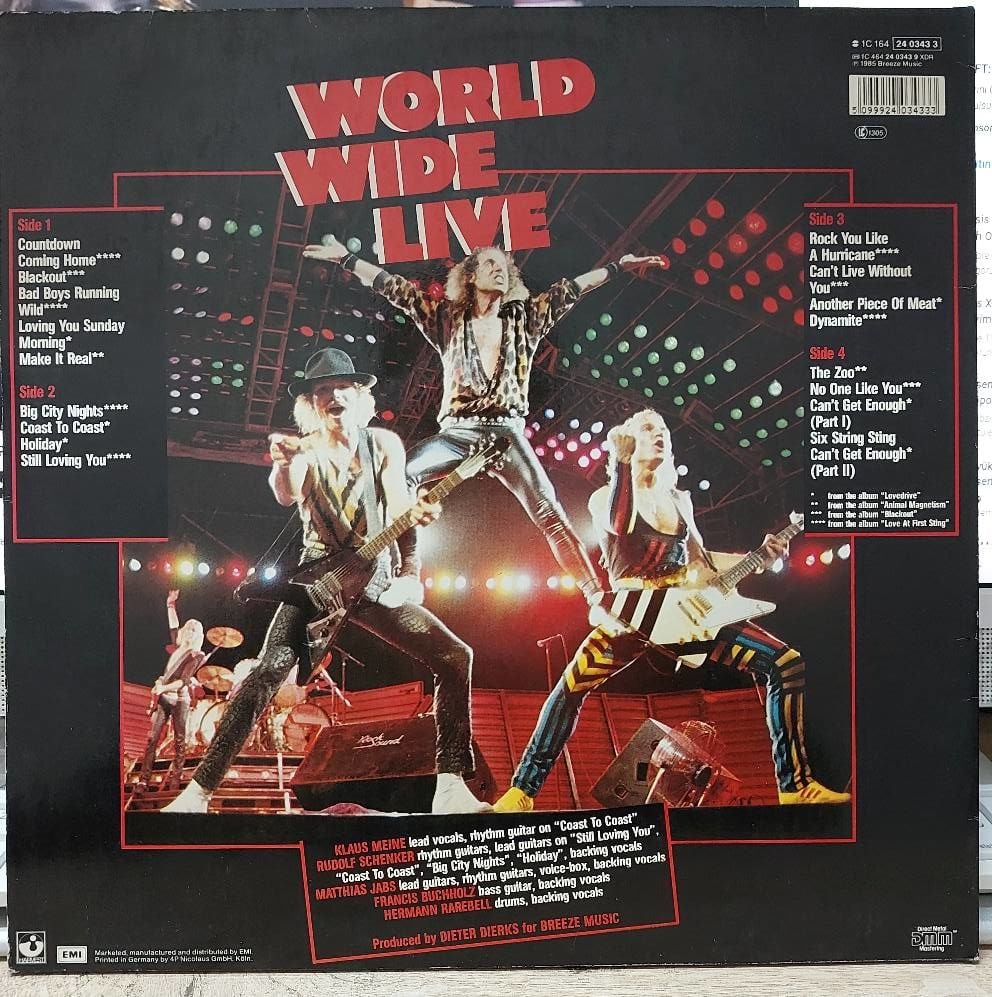 1C 164 24 0343 3
1C 464 24 0343 9 XDR
℗ 1985 Breeze Music
5 099924 034333
LC 1305
WORLD
WIDE
LIVE
Side 1
Countdown
Coming Home****
Blackout***
Bad Boys Running
Wild****
Loving You Sunday
Morning*
Make It Real**
Side 2
Big City Nights****
Coast To Coast*
Holiday*
Still Loving You****
Side 3
Rock You Like
A Hurricane****
Can't Live Without
You***
Another Piece Of Meat*
Dynamite****
Side 4
The Zoo**
No One Like You***
Can't Get Enough*
(Part I)
Six String Sting
Can't Get Enough*
(Part II)
* from the album "Lovedrive"
** from the album "Animal Magnetism"
*** from the album "Blackout"
**** from the album "Love At First Sting"
Rock
Sound
KLAUS MEINE lead vocals, rhythm guitar on "Coast To Coast"
RUDOLF SCHENKER rhythm guitars, lead guitars on "Still Loving You",
"Coast To Coast", "Big City Nights", "Holiday", backing vocals
MATTHIAS JABS lead guitars, rhythm guitars, voice-box, backing vocals
FRANCIS BUCHHOLZ bass guitar, backing vocals
HERMANN RAREBELL drums, backing vocals
Produced by DIETER DIERKS for BREEZE MUSIC
HARVEST
EMI
Marketed, manufactured and distributed by EMI.
Printed in Germany by 4P Nicolaus GmbH, Köln.
Direct Metal
DMM
Mastering